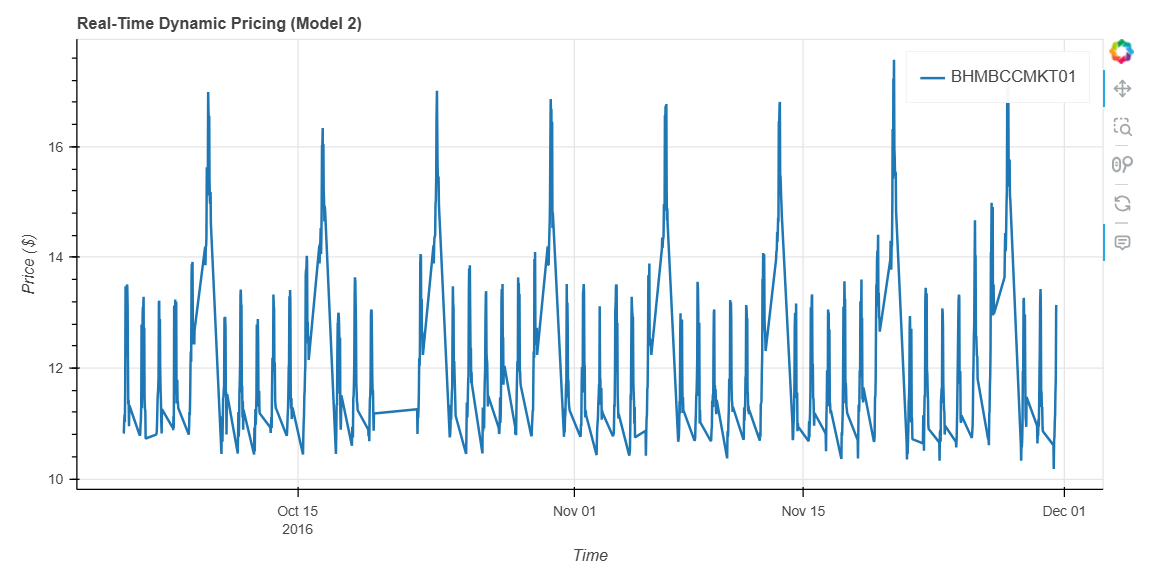 Real-Time Dynamic Pricing (Model 2)
BHMBCCMKT01
16
14
12
10
Price ($)
Oct 15
2016
Nov 01
Nov 15
Dec 01
Time